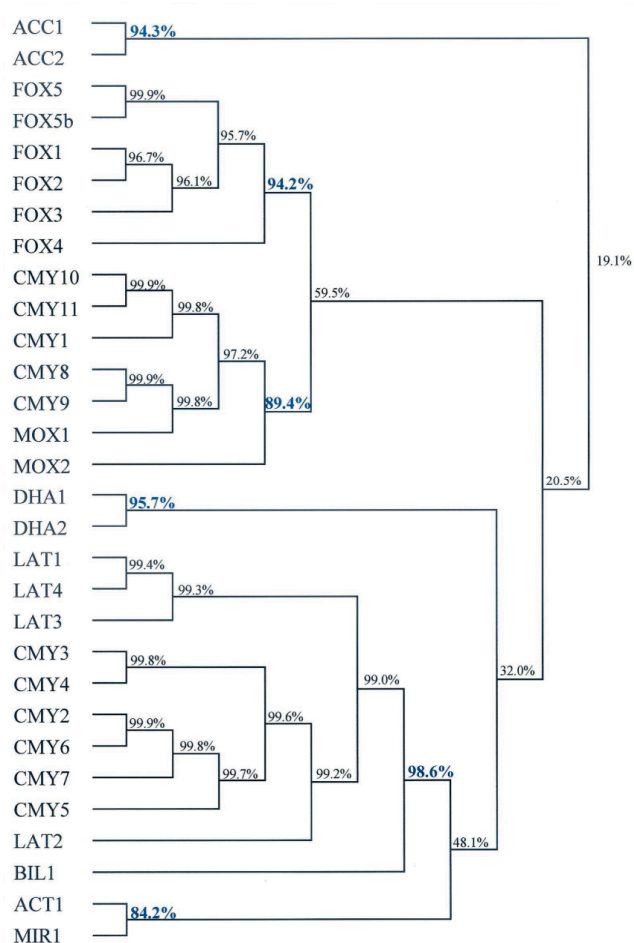 ACC1
94.3%
ACC2
FOX5
99.9%
FOX5b
95.7%
FOX1
96.7%
FOX2
96.1%
94.2%
FOX3
FOX4
19.1%
CMY10
99.9%
59.5%
CMY11
99.8%
CMY1
97.2%
CMY8
99.9%
CMY9
99.8%
89.4%
MOX1
MOX2
20.5%
DHA1
95.7%
DHA2
LAT1
99.4%
LAT4
99.3%
LAT3
CMY3
99.8%
CMY4
99.0%
32.0%
CMY2
99.9%
99.6%
CMY6
99.8%
CMY7
99.7%
99.2%
98.6%
CMY5
LAT2
48.1%
BIL1
ACT1
84.2%
MIR1